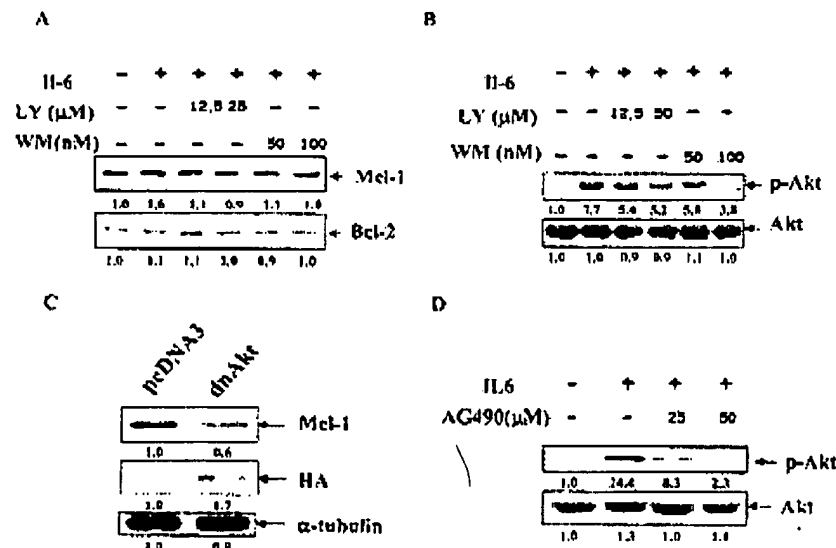 A
Il-6 - + + + + +
LY (μM) - - 12,5 25 - -
WM(nM) - - - - 50 100
Mcl-1
1.0 1.6 1.1 0.9 1.1
Bcl-2
1.0 1.1 1.1 0.9 1.0
B
Il-6 - + + + + +
LY (μM) - - 12,5 50 - -
WM (nM) - - - - 50 100
p-Akt
1.0 7.7 5.4 5.2 5.8 3.8
Akt
1.0 1.0 0.9 0.9 1.1 1.0
C
pcDNA3 dnAkt
Mcl-1
1.0 0.6
HA
1.0 1.7
α-tubulin
1.0
D
IL6 - + + +
AG490(μM) - - 25 50
p-Akt
1.0 24.4 8.3 2.3
Akt
1.0 1.3 1.0